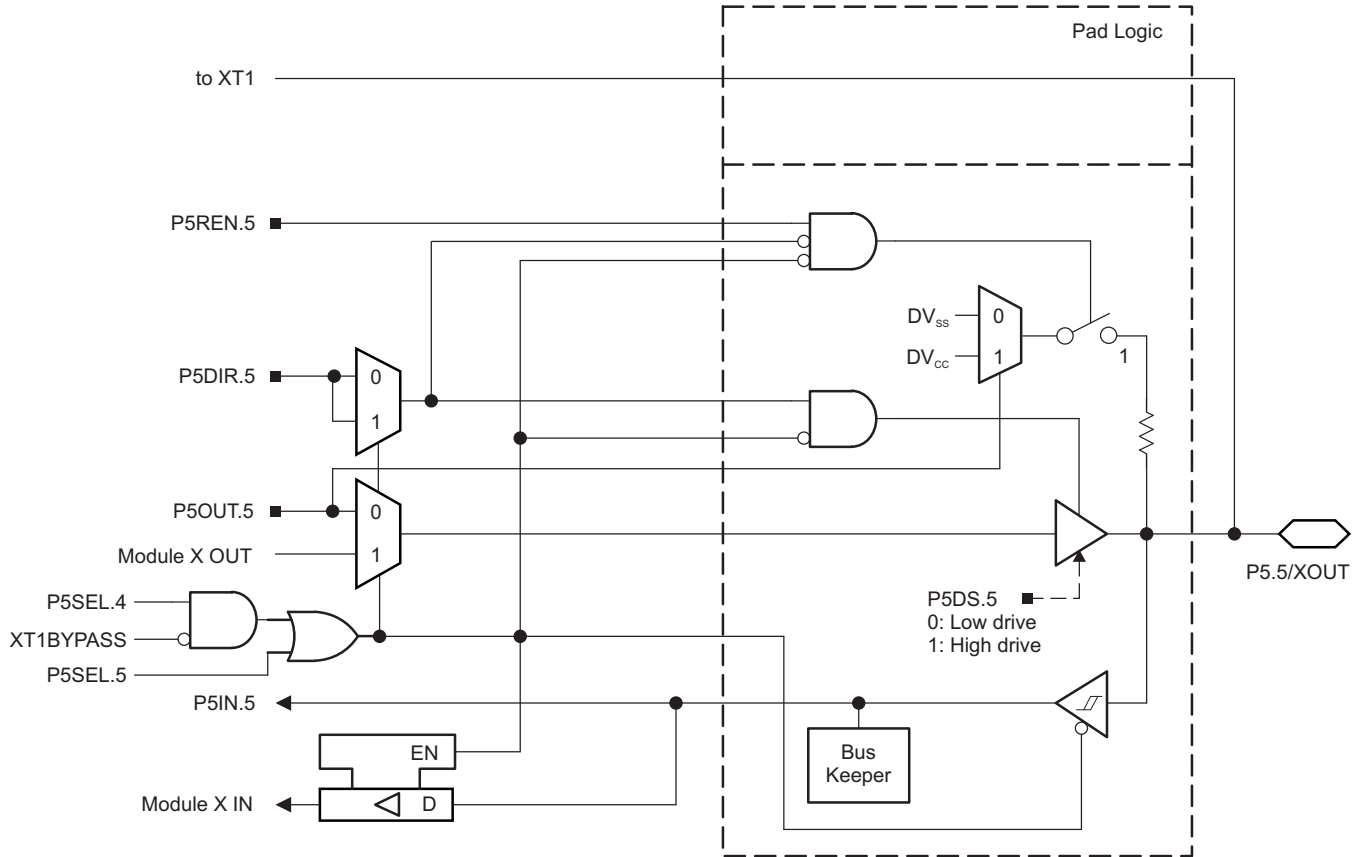 Pad Logic
to XT1
P5REN.5
DVSS
0
DVCC
1
1
P5DIR.5
0
1
P5OUT.5
0
Module X OUT
1
P5.5/XOUT
P5SEL.4
XT1BYPASS
P5SEL.5
P5DS.5
0: Low drive
1: High drive
P5IN.5
EN
Bus
Keeper
Module X IN
D